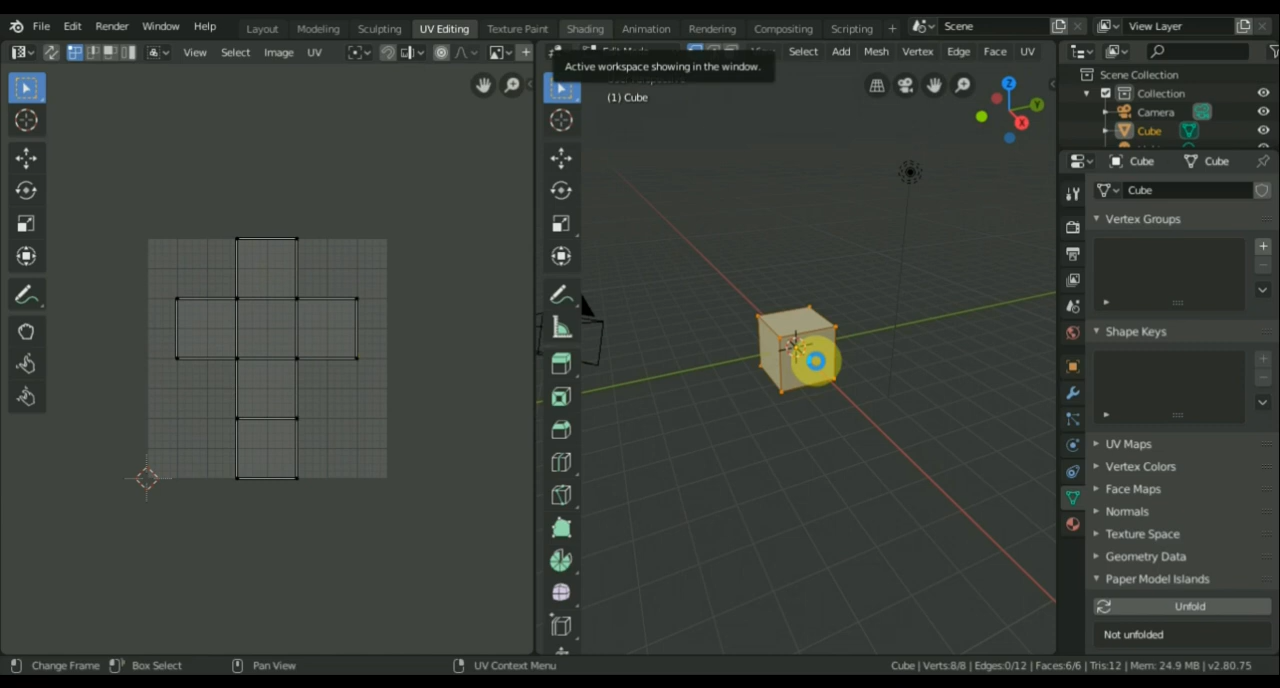 File Edit Render Window Help Layout Modeling Sculpting UV Editing Texture Paint Shading Animation Rendering Compositing Scripting + Scene View Layer
View Select Image UV Select Add Mesh Vertex Edge Face UV
Active workspace showing in the window.
(1) Cube
Z
Y
X
Scene Collection
Collection
Camera
Cube
Cube Cube
Cube
Vertex Groups
Shape Keys
UV Maps
Vertex Colors
Face Maps
Normals
Texture Space
Geometry Data
Paper Model Islands
Unfold
Not unfolded
Change Frame Box Select Pan View UV Context Menu Cube | Verts:8/8 | Edges:0/12 | Faces:6/6 | Tris:12 | Mem: 24.9 MB | v2.80.75